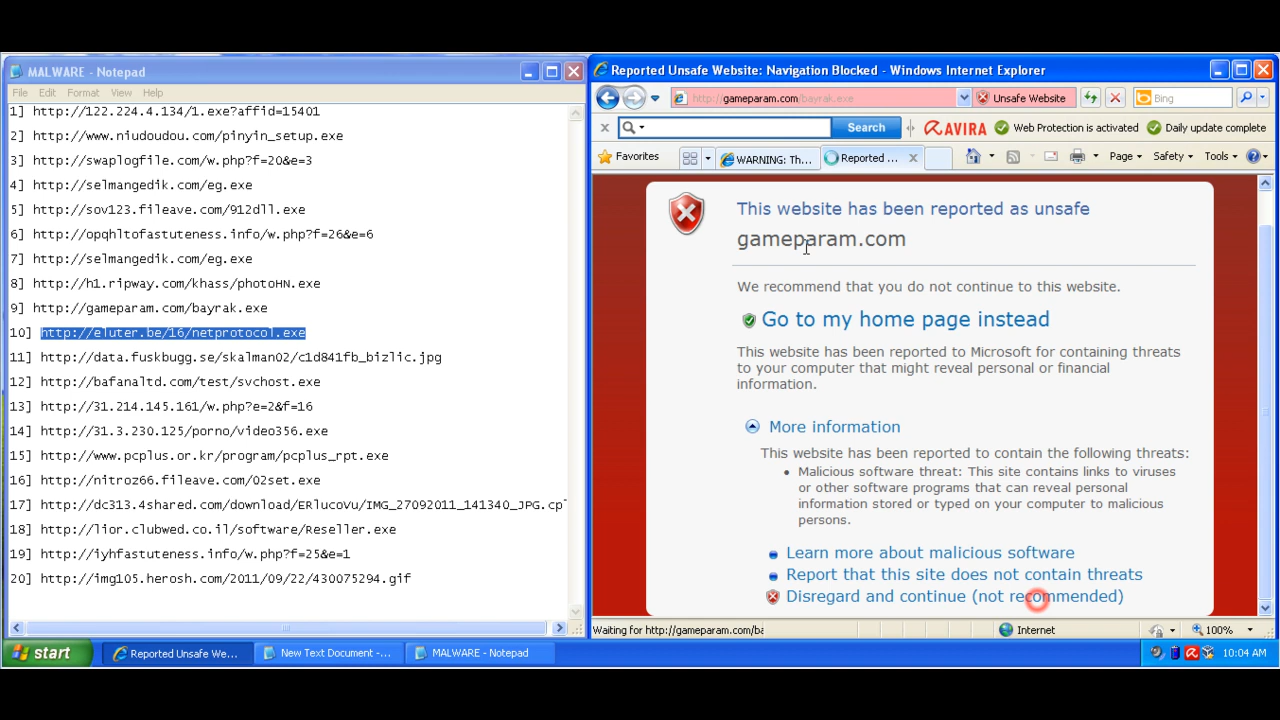 MALWARE - Notepad
File Edit Format View Help
1] http://122.224.4.134/1.exe?affid=15401
2] http://www.niudoudou.com/pinyin_setup.exe
3] http://swaplogfile.com/w.php?f=20&e=3
4] http://selmangedik.com/eg.exe
5] http://sov123.fileave.com/912dll.exe
6] http://opqhltofastuteness.info/w.php?f=26&e=6
7] http://selmangedik.com/eg.exe
8] http://h1.ripway.com/khass/photoHN.exe
9] http://gameparam.com/bayrak.exe
10] http://eluter.be/16/netprotocol.exe
11] http://data.fuskbugg.se/skalman02/c1d841fb_bizlic.jpg
12] http://bafanaltd.com/test/svchost.exe
13] http://31.214.145.161/w.php?e=2&f=16
14] http://31.3.230.125/porno/video356.exe
15] http://www.pcplus.or.kr/program/pcplus_rpt.exe
16] http://nitroz66.fileave.com/02set.exe
17] http://dc313.4shared.com/download/ERlucoVu/IMG_27092011_141340_JPG.cpl
18] http://lior.clubwed.co.il/software/Reseller.exe
19] http://iyhfastuteness.info/w.php?f=25&e=1
20] http://img105.herosh.com/2011/09/22/430075294.gif
Reported Unsafe Website: Navigation Blocked - Windows Internet Explorer
http://gameparam.com/bayrak.exe Unsafe Website Bing
Search AVIRA Web Protection is activated Daily update complete
Favorites WARNING: Th... Reported ... Page Safety Tools
This website has been reported as unsafe
gameparam.com
We recommend that you do not continue to this website.
Go to my home page instead
This website has been reported to Microsoft for containing threats
to your computer that might reveal personal or financial
information.
More information
This website has been reported to contain the following threats:
Malicious software threat: This site contains links to viruses
or other software programs that can reveal personal
information stored or typed on your computer to malicious
persons.
Learn more about malicious software
Report that this site does not contain threats
Disregard and continue (not recommended)
Waiting for http://gameparam.com/ba Internet 100%
start Reported Unsafe We... New Text Document -... MALWARE - Notepad 10:04 AM